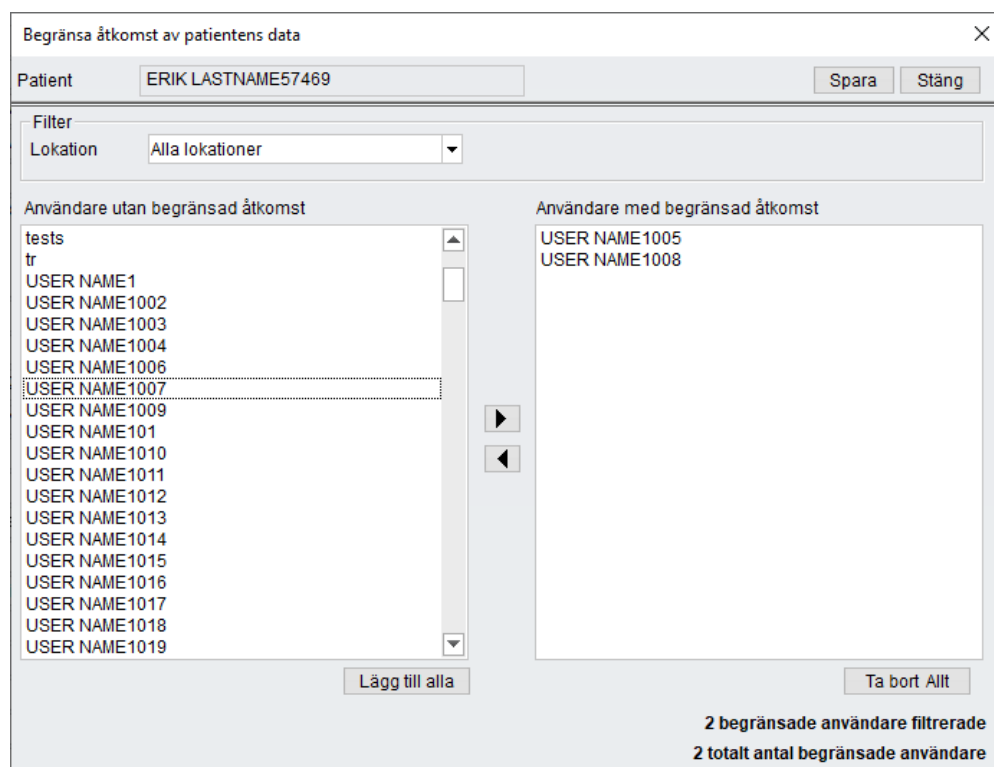 Begränsa åtkomst av patientens data
Patient ERIK LASTNAME57469 Spara Stäng
Filter
Lokation Alla lokationer
Användare utan begränsad åtkomst
tests
tr
USER NAME1
USER NAME1002
USER NAME1003
USER NAME1004
USER NAME1006
USER NAME1007
USER NAME1009
USER NAME101
USER NAME1010
USER NAME1011
USER NAME1012
USER NAME1013
USER NAME1014
USER NAME1015
USER NAME1016
USER NAME1017
USER NAME1018
USER NAME1019
Lägg till alla
Användare med begränsad åtkomst
USER NAME1005
USER NAME1008
Ta bort Allt
2 begränsade användare filtrerade
2 totalt antal begränsade användare